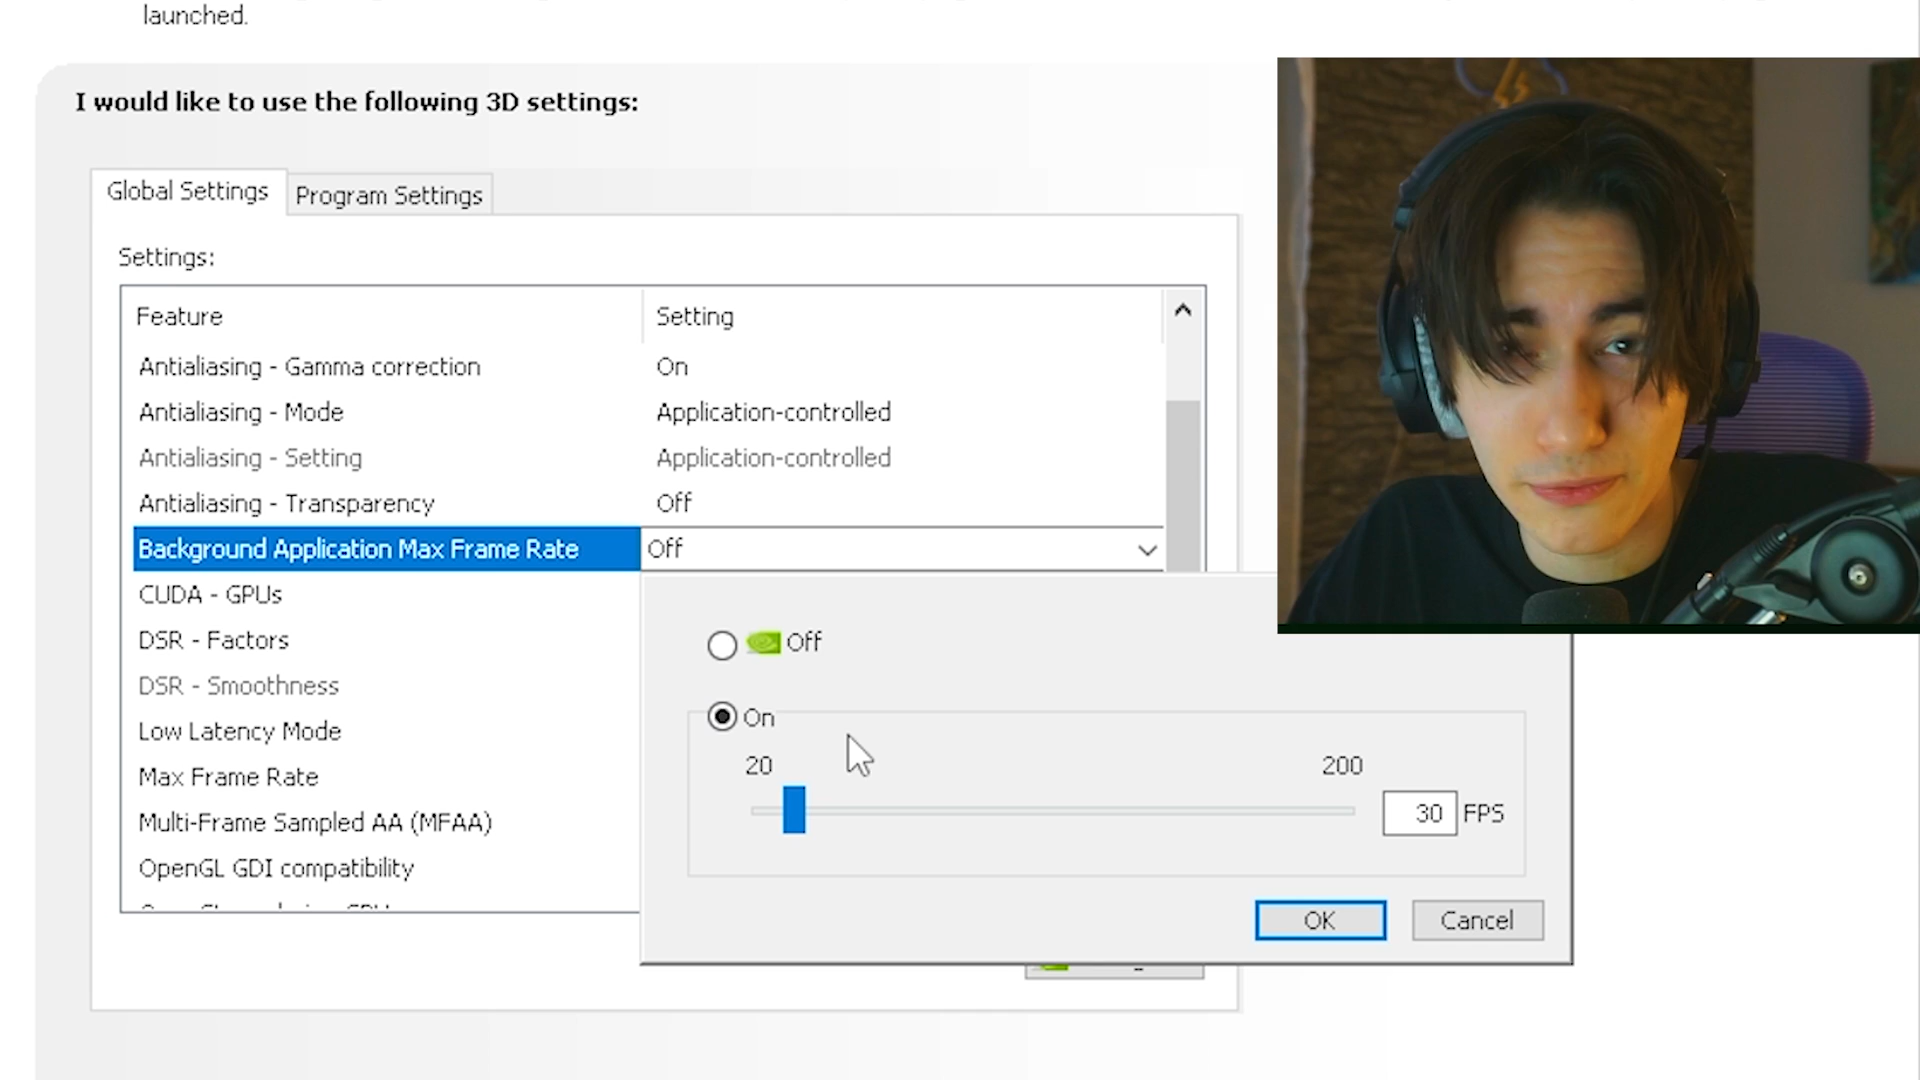 launched.
I would like to use the following 3D settings:
Global Settings
Program Settings
Settings:
Feature Setting
Antialiasing - Gamma correction On
Antialiasing - Mode Application-controlled
Antialiasing - Setting Application-controlled
Antialiasing - Transparency Off
Background Application Max Frame Rate Off
CUDA - GPUs
DSR - Factors
DSR - Smoothness
Low Latency Mode
Max Frame Rate
Multi-Frame Sampled AA (MFAA)
OpenGL GDI compatibility
Off
On
20 200
30 FPS
OK Cancel